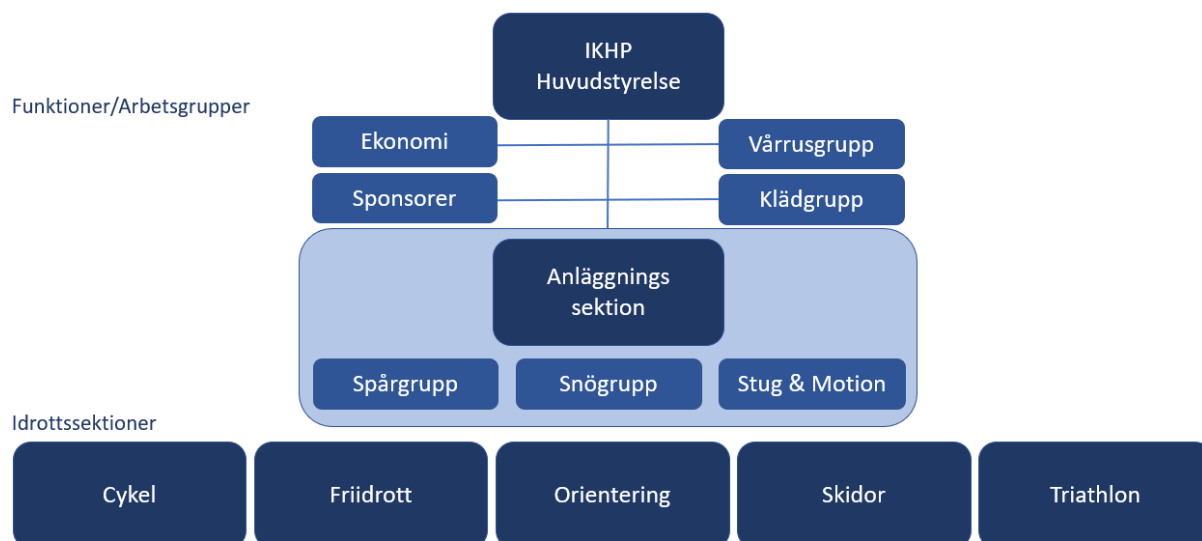 IKHP
Huvudstyrelse
Funktioner/Arbetsgrupper
Ekonomi
Vårrusgrupp
Sponsorer
Klädgrupp
Anläggnings
sektion
Spårgrupp
Snögrupp
Stug & Motion
Idrottssektioner
Cykel
Friidrott
Orientering
Skidor
Triathlon